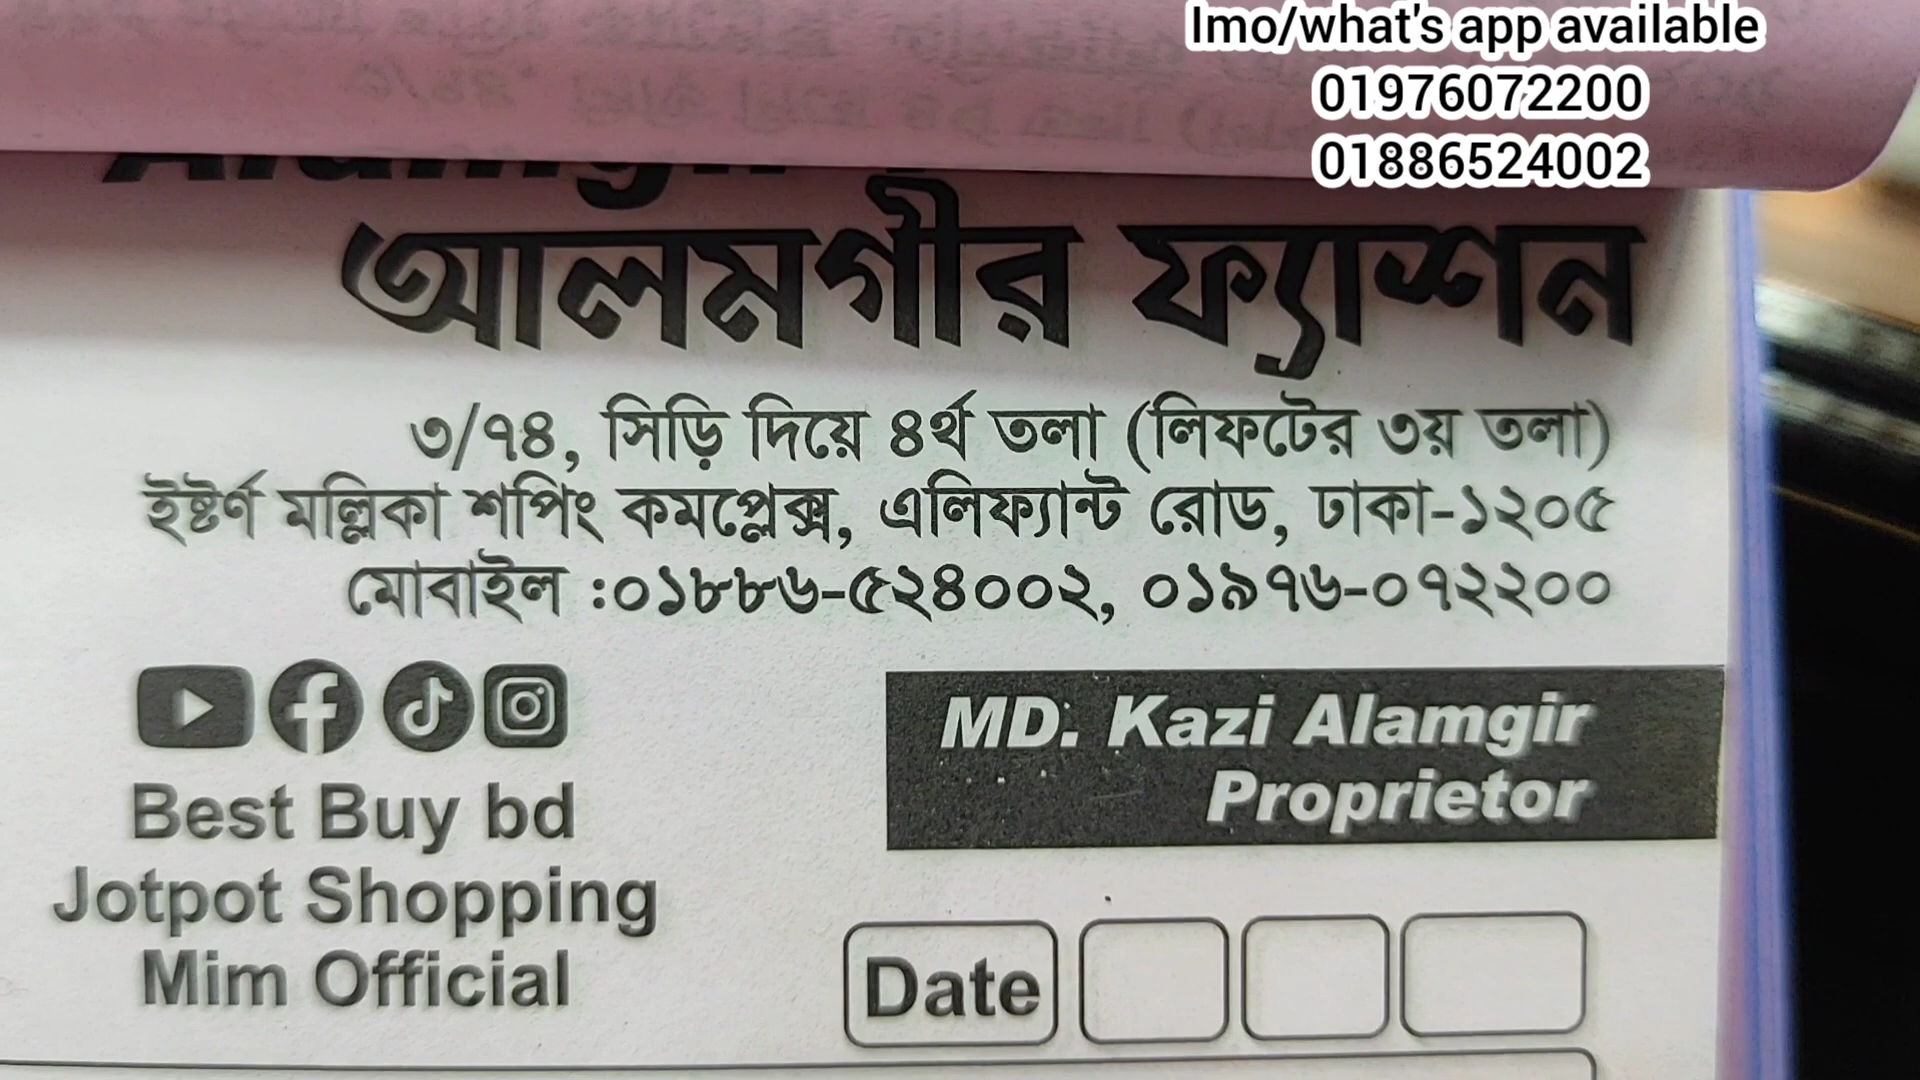 Imo/what's app available
01976072200
01886524002
আলমগীর ফ্যাশন
৩/৭৪, সিড়ি দিয়ে ৪র্থ তলা (লিফটের ৩য় তলা)
ইষ্টর্ণ মল্লিকা শপিং কমপ্লেক্স, এলিফ্যান্ট রোড, ঢাকা-১২০৫
মোবাইল :০১৮৮৬-৫২৪০০২, ০১৯৭৬-০৭২২০০
MD. Kazi Alamgir
Proprietor
Best Buy bd
Jotpot Shopping
Mim Official
Date